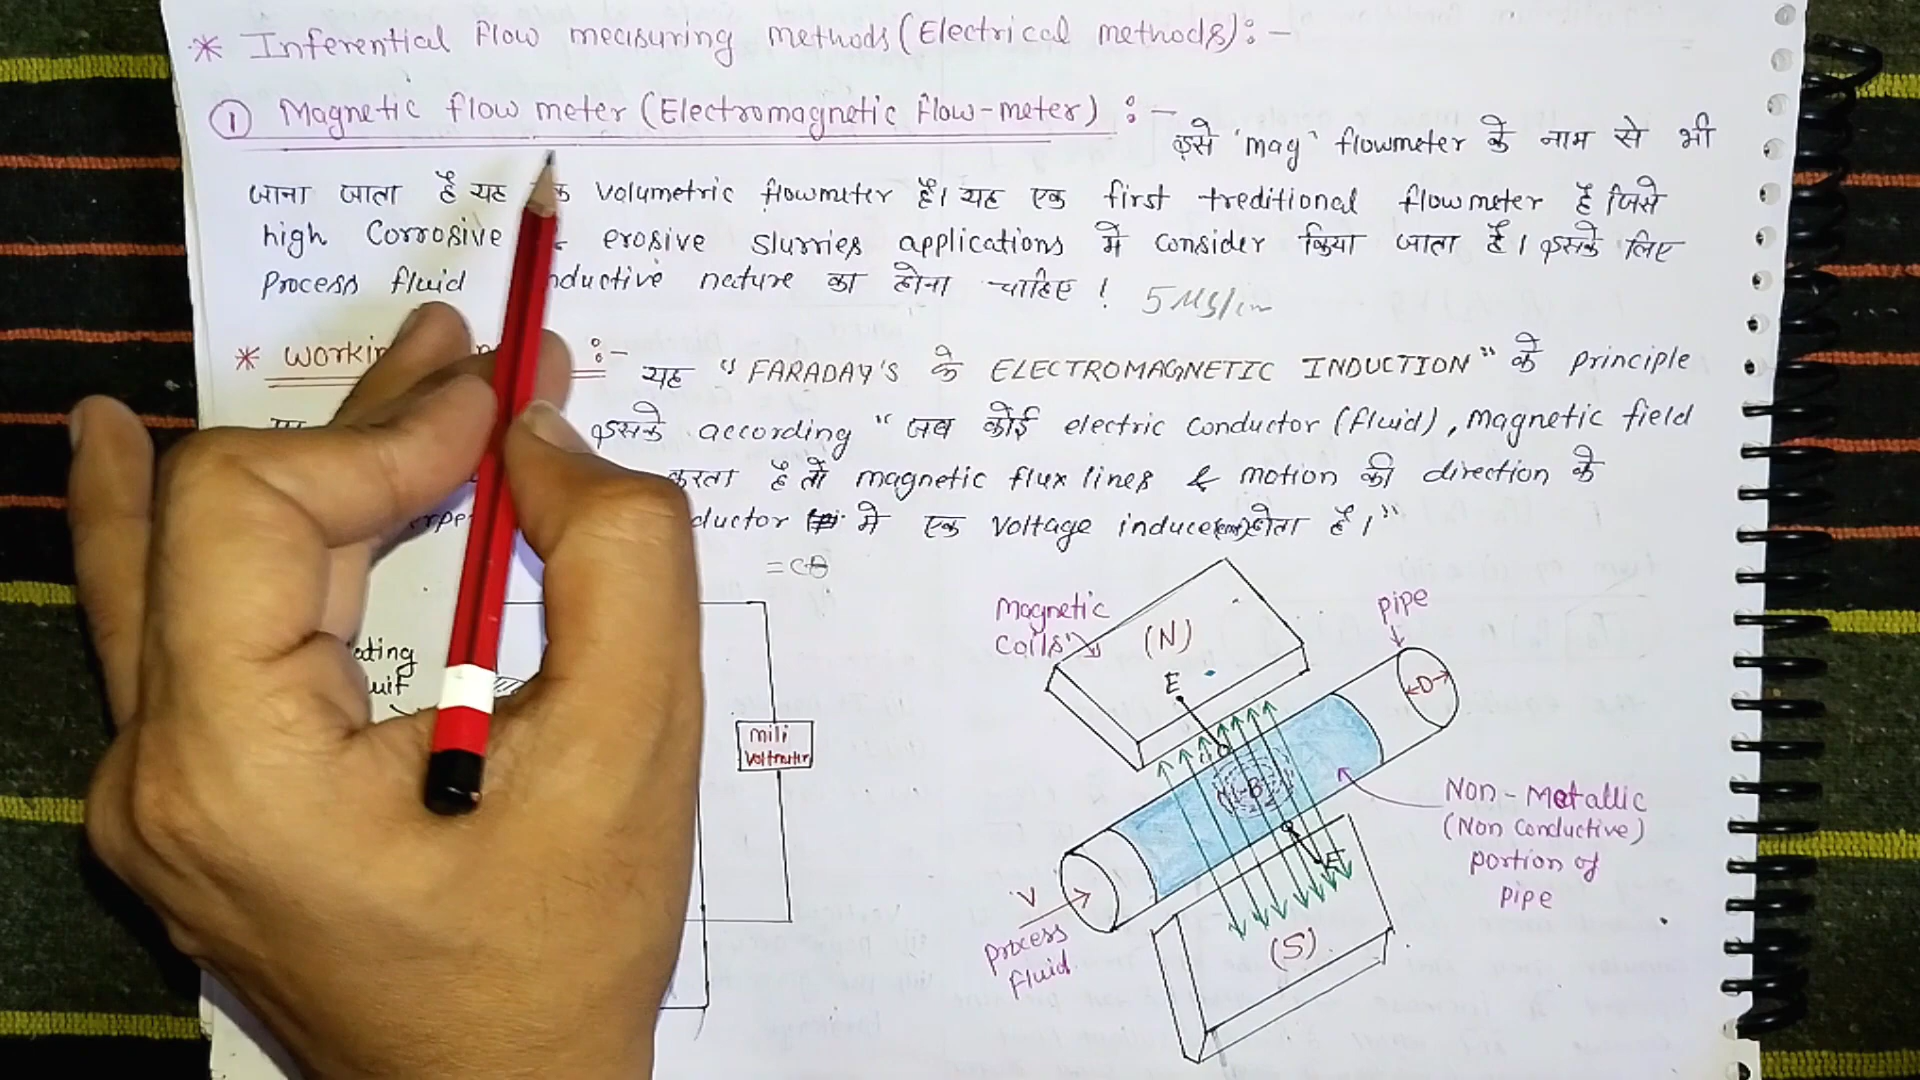 * Inferential Flow measuring methods (Electrical methods) :-
① Magnetic flow meter (Electromagnetic Flow-meter) :-
इसे "mag" flowmeter के नाम से भी
जाना जाता है यह एक volumetric flowmeter है। यह एक first treditional flowmeter है जिसे
high Corrosive erosive slurries applications में consider किया जाता है। इसके लिए
Process fluid nductive nature का होना चाहिए !
* यह "FARADAY'S के ELECTROMAGNETIC INDUCTION" के principle
इसके according "जब कोई electric conductor (fluid), magnetic field
करता है तो magnetic flux lines & motion की direction के
ductor में एक voltage induce(emf)होता है।"
Magnetic
Coils
(N)
pipe
E
D
mili
voltmeter
B
Non-Metallic
(Non Conductive)
portion of
pipe
E
V
Process
fluid
(S)